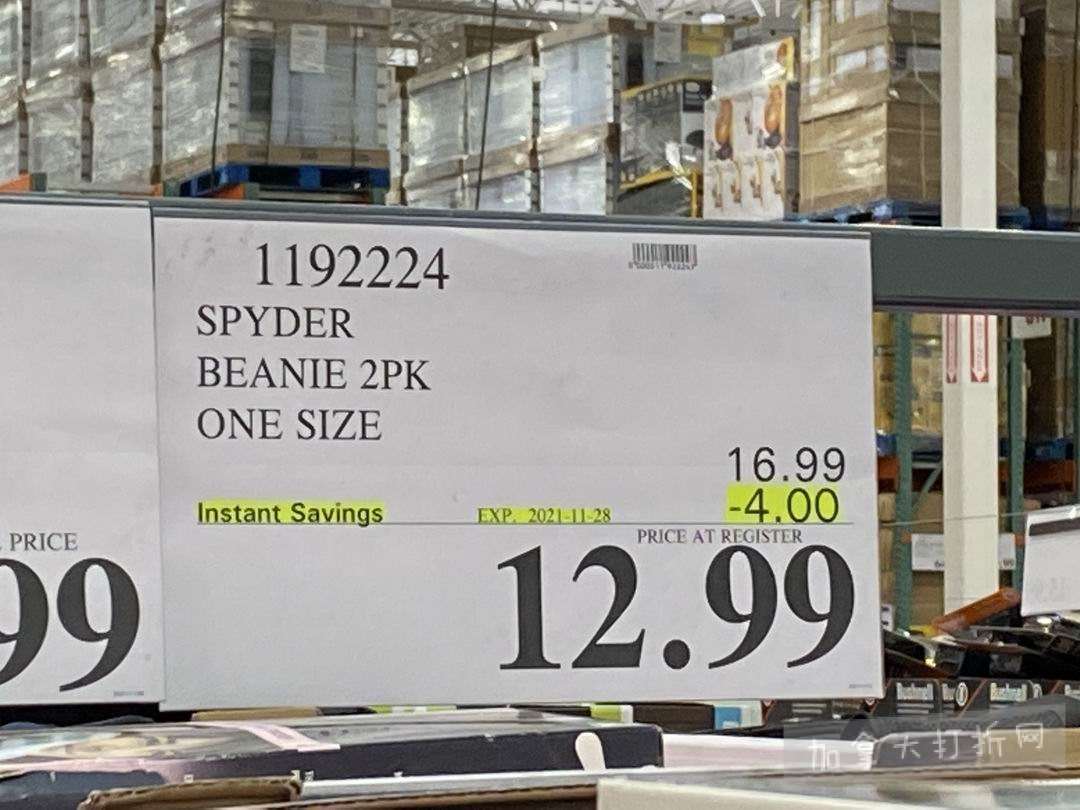 1192224
SPYDER
BEANIE 2PK
ONE SIZE
16.99
Instant Savings EXP. 2021-11-28 -4.00
PRICE AT REGISTER
12.99
PRICE
99
加拿大打折网